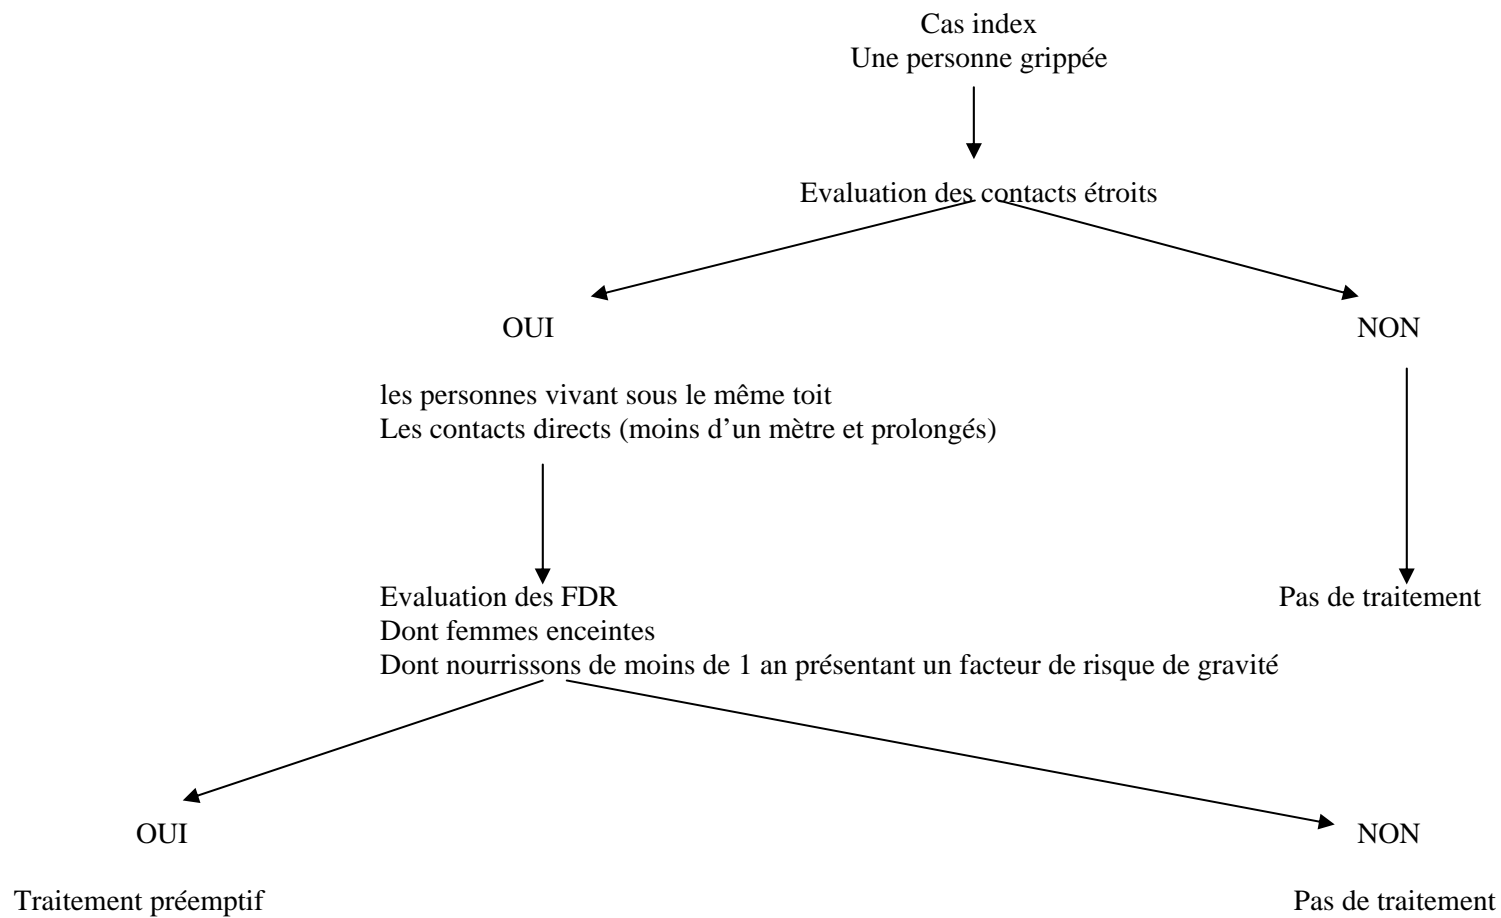 Cas index
Une personne grippée
Evaluation des contacts étroits
OUI
NON
les personnes vivant sous le même toit
Les contacts directs (moins d’un mètre et prolongés)
Evaluation des FDR
Pas de traitement
Dont femmes enceintes
Dont nourrissons de moins de 1 an présentant un facteur de risque de gravité
OUI
NON
Traitement préemptif
Pas de traitement